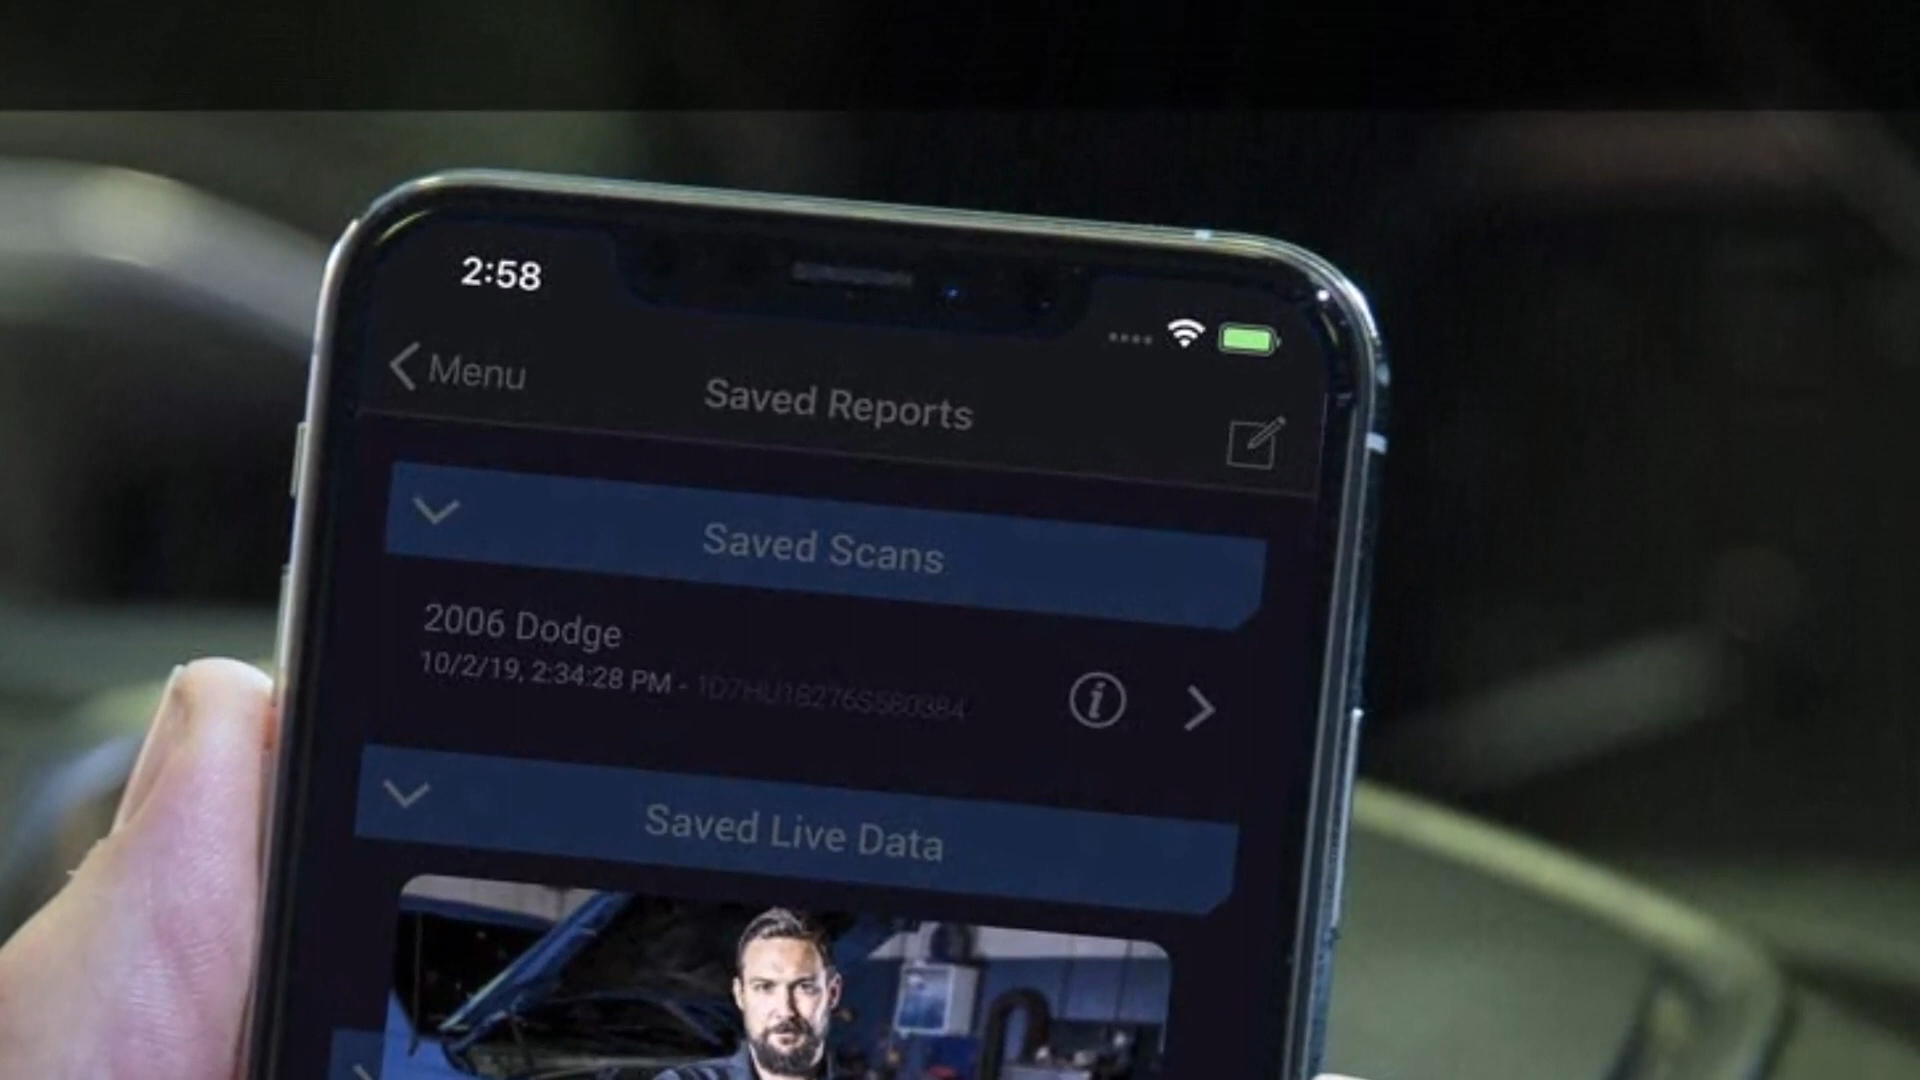 2:58
Menu
Saved Reports
Saved Scans
2006 Dodge
10/2/19, 2:34:28 PM -
Saved Live Data